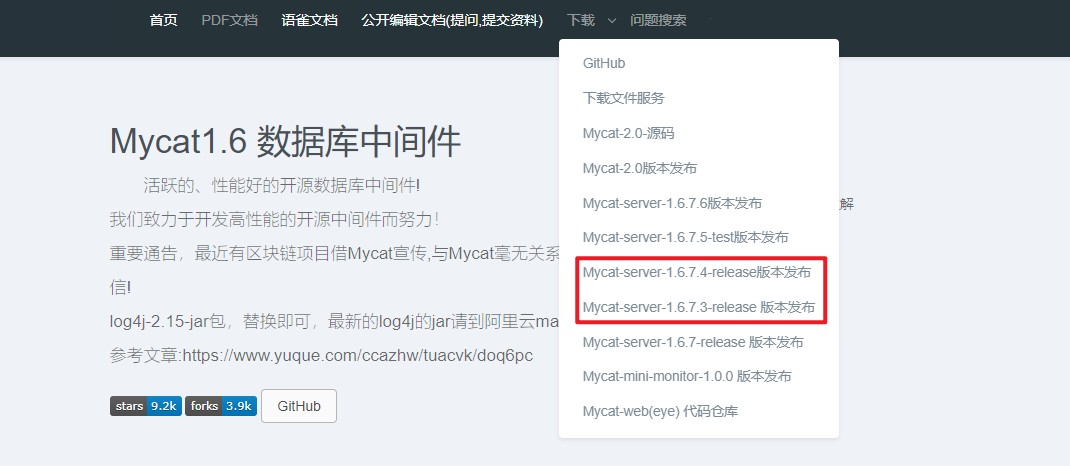 首页 PDF文档 语雀文档 公开编辑文档(提问,提交资料) 下载 问题搜索
GitHub
下载文件服务
Mycat-2.0-源码
Mycat-2.0版本发布
Mycat-server-1.6.7.6版本发布
Mycat-server-1.6.7.5-test版本发布
Mycat-server-1.6.7.4-release版本发布
Mycat-server-1.6.7.3-release 版本发布
Mycat-server-1.6.7-release 版本发布
Mycat-mini-monitor-1.0.0 版本发布
Mycat-web(eye) 代码仓库
Mycat1.6 数据库中间件
活跃的、性能好的开源数据库中间件!
我们致力于开发高性能的开源中间件而努力!
解
重要通告，最近有区块链项目借Mycat宣传,与Mycat毫无关系
信!
log4j-2.15-jar包，替换即可，最新的log4j的jar请到阿里云ma
参考文章:https://www.yuque.com/ccazhw/tuacvk/doq6pc
stars 9.2k forks 3.9k GitHub